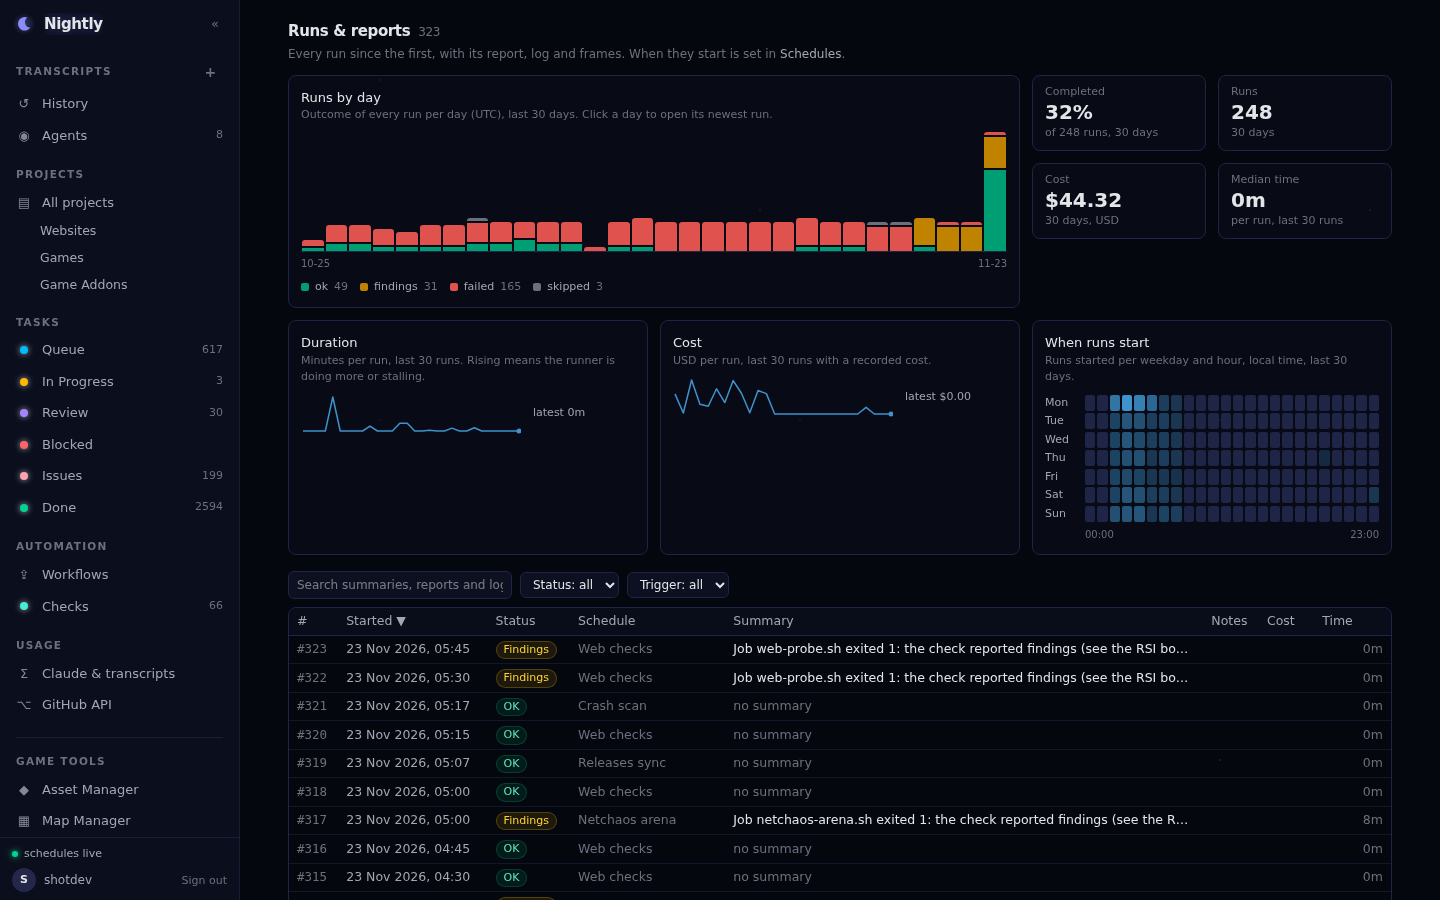 Nightly
«
TRANSCRIPTS
+
History
Agents 8
PROJECTS
All projects
Websites
Games
Game Addons
TASKS
Queue 617
In Progress 3
Review 30
Blocked
Issues 199
Done 2594
AUTOMATION
Workflows
Checks 66
USAGE
Σ Claude & transcripts
GitHub API
GAME TOOLS
Asset Manager
Map Manager
schedules live
S shotdev Sign out
Runs & reports 323
Every run since the first, with its report, log and frames. When they start is set in Schedules.
Runs by day
Outcome of every run per day (UTC), last 30 days. Click a day to open its newest run.
10-25 11-23
ok 49 findings 31 failed 165 skipped 3
Completed
32%
of 248 runs, 30 days
Runs
248
30 days
Cost
$44.32
30 days, USD
Median time
0m
per run, last 30 runs
Duration
Minutes per run, last 30 runs. Rising means the runner is
doing more or stalling.
latest 0m
Cost
USD per run, last 30 runs with a recorded cost.
latest $0.00
When runs start
Runs started per weekday and hour, local time, last 30
days.
Mon
Tue
Wed
Thu
Fri
Sat
Sun
00:00 23:00
Search summaries, reports and log
Status: all
Trigger: all
# Started ▼ Status Schedule Summary Notes Cost Time
#323 23 Nov 2026, 05:45 Findings Web checks Job web-probe.sh exited 1: the check reported findings (see the RSI bo… 0m
#322 23 Nov 2026, 05:30 Findings Web checks Job web-probe.sh exited 1: the check reported findings (see the RSI bo… 0m
#321 23 Nov 2026, 05:17 OK Crash scan no summary 0m
#320 23 Nov 2026, 05:15 OK Web checks no summary 0m
#319 23 Nov 2026, 05:07 OK Releases sync no summary 0m
#318 23 Nov 2026, 05:00 OK Web checks no summary 0m
#317 23 Nov 2026, 05:00 Findings Netchaos arena Job netchaos-arena.sh exited 1: the check reported findings (see the R… 8m
#316 23 Nov 2026, 04:45 OK Web checks no summary 0m
#315 23 Nov 2026, 04:30 OK Web checks no summary 0m